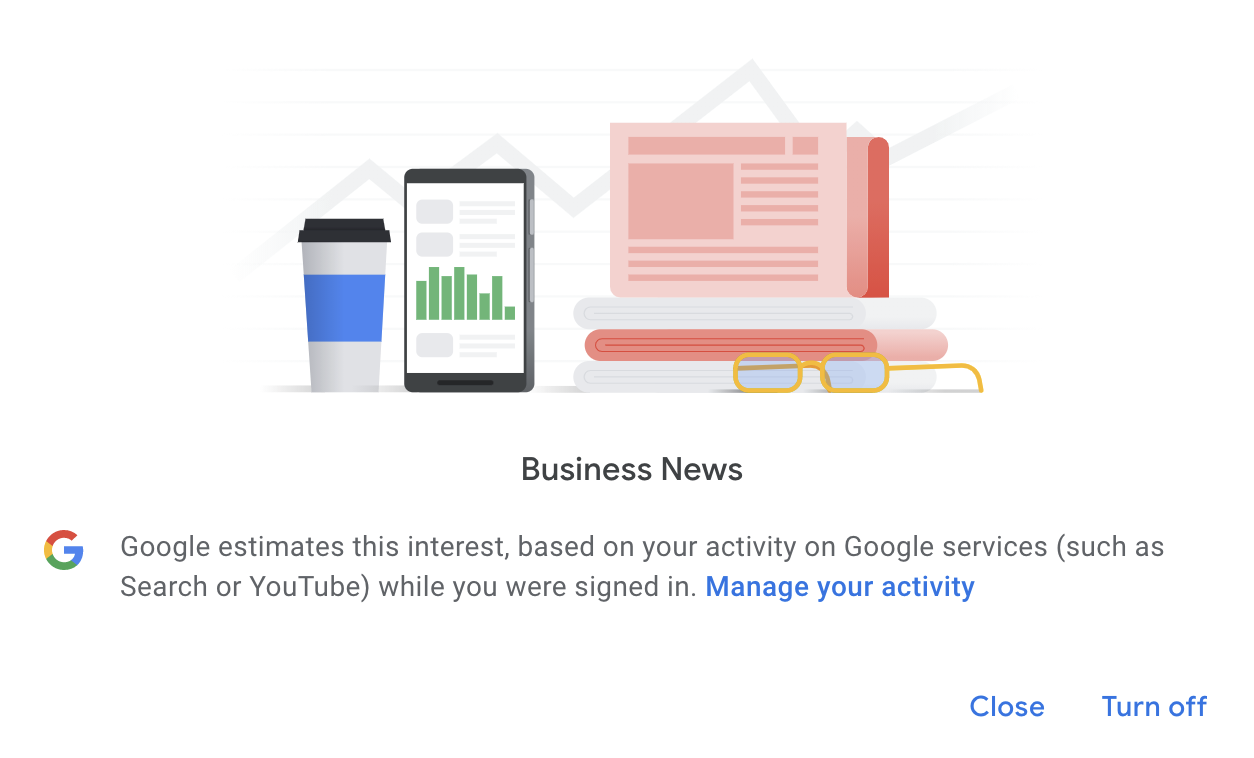 Business News
Google estimates this interest, based on your activity on Google services (such as
Search or YouTube) while you were signed in. Manage your activity
Close Turn off